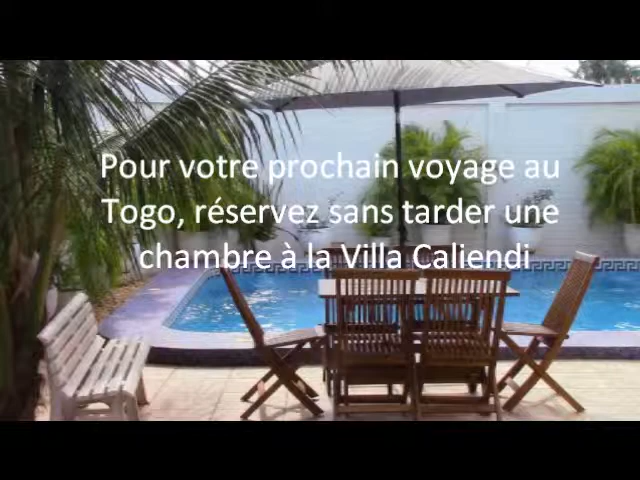 Pour votre prochain voyage au
Togo, réservez sans tarder une
chambre à la Villa Caliendi